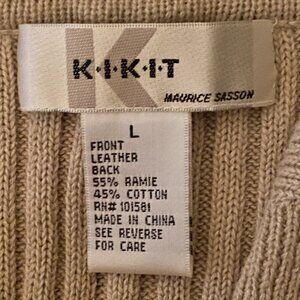 K
K·I·K·I·T
MAURICE SASSON
L
FRONT
LEATHER
BACK
55% RAMIE
45% COTTON
RN# 101581
MADE IN CHINA
SEE REVERSE
FOR CARE